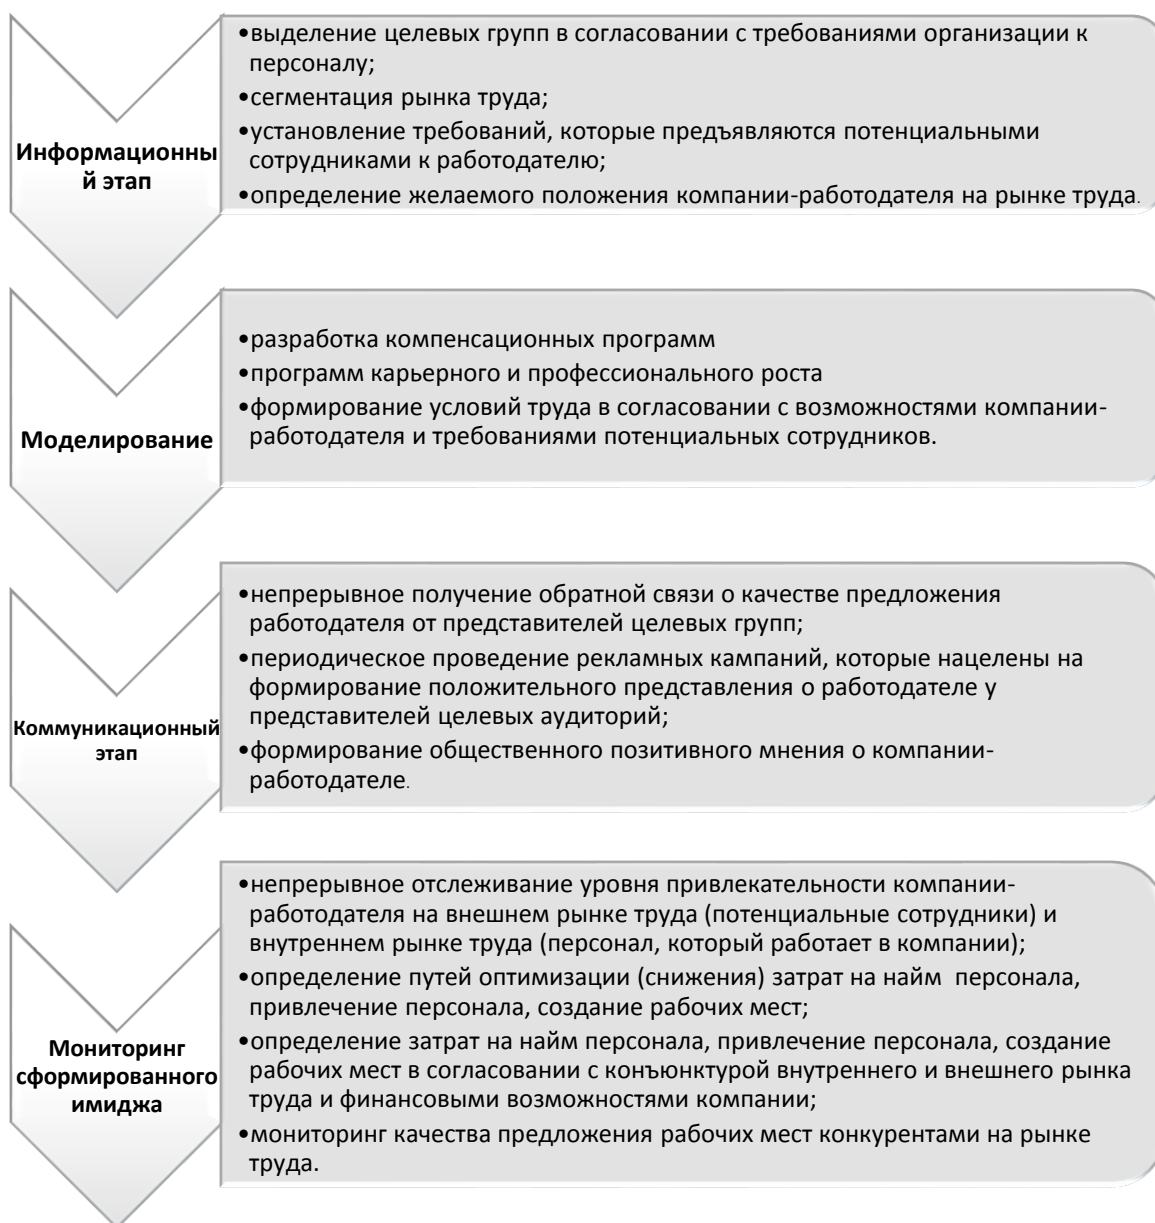 Информационны
й этап
•выделение целевых групп в согласовании с требованиями организации к
персоналу;
•сегментация рынка труда;
•установление требований, которые предъявляются потенциальными
сотрудниками к работодателю;
•определение желаемого положения компании-работодателя на рынке труда.
Моделирование
•разработка компенсационных программ
•программ карьерного и профессионального роста
•формирование условий труда в согласовании с возможностями компании-
работодателя и требованиями потенциальных сотрудников.
Коммуникационный
этап
•непрерывное получение обратной связи о качестве предложения
работодателя от представителей целевых групп;
•периодическое проведение рекламных кампаний, которые нацелены на
формирование положительного представления о работодателе у
представителей целевых аудиторий;
•формирование общественного позитивного мнения о компании-
работодателе.
Мониторинг
сформированного
имиджа
•непрерывное отслеживание уровня привлекательности компании-
работодателя на внешнем рынке труда (потенциальные сотрудники) и
внутреннем рынке труда (персонал, который работает в компании);
•определение путей оптимизации (снижения) затрат на найм  персонала,
привлечение персонала, создание рабочих мест;
•определение затрат на найм персонала, привлечение персонала, создание
рабочих мест в согласовании с конъюнктурой внутреннего и внешнего рынка
труда и финансовыми возможностями компании;
•мониторинг качества предложения рабочих мест конкурентами на рынке
труда.